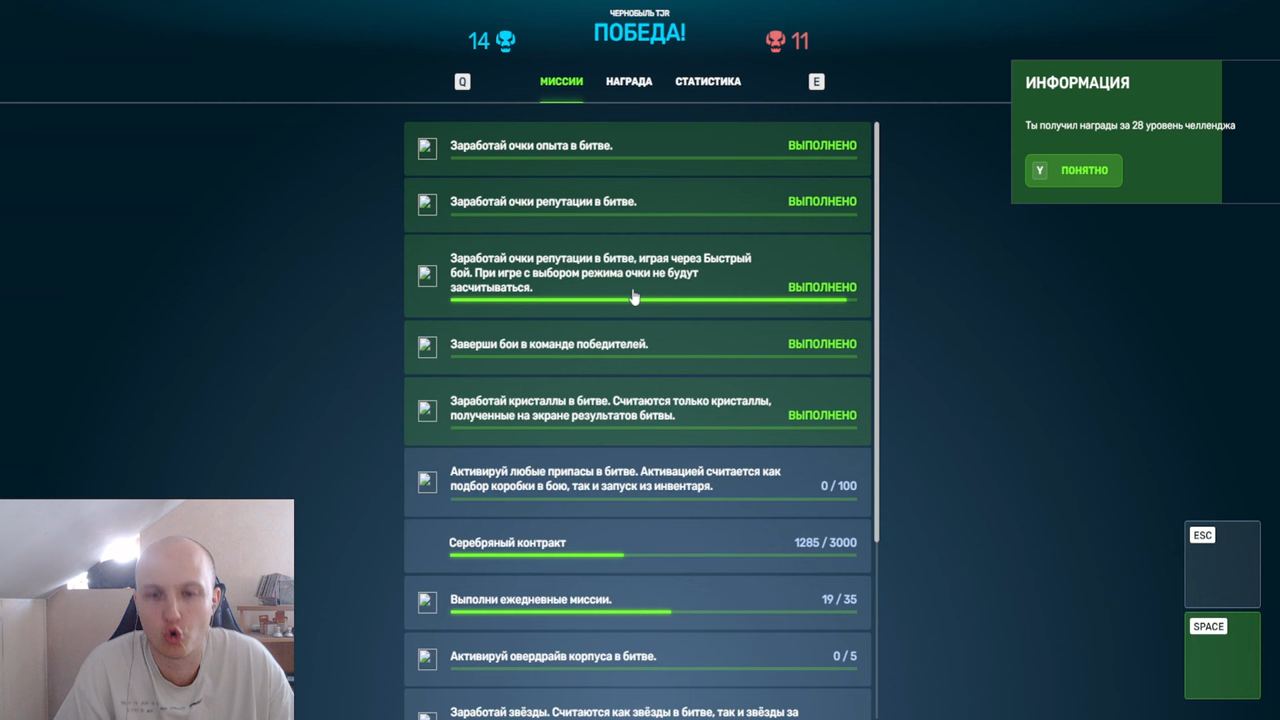 ЧЕРНОБЫЛЬ TJR
14
ПОБЕДА!
11
Q
МИССИИ
НАГРАДА
СТАТИСТИКА
E
ИНФОРМАЦИЯ
Ты получил награды за 28 уровень челленджа
Y
ПОНЯТНО
Заработай очки опыта в битве.
ВЫПОЛНЕНО
Заработай очки репутации в битве.
ВЫПОЛНЕНО
Заработай очки репутации в битве, играя через Быстрый
бой. При игре с выбором режима очки не будут
засчитываться.
ВЫПОЛНЕНО
Заверши бои в команде победителей.
ВЫПОЛНЕНО
Заработай кристаллы в битве. Считаются только кристаллы,
полученные на экране результатов битвы.
ВЫПОЛНЕНО
Активируй любые припасы в битве. Активацией считается как
подбор коробки в бою, так и запуск из инвентаря.
0 / 100
Серебряный контракт
1285 / 3000
Выполни ежедневные миссии.
19 / 35
Активируй овердрайв корпуса в битве.
0 / 5
Заработай звёзды. Считаются как звёзды в битве, так и звёзды за
ESC
SPACE